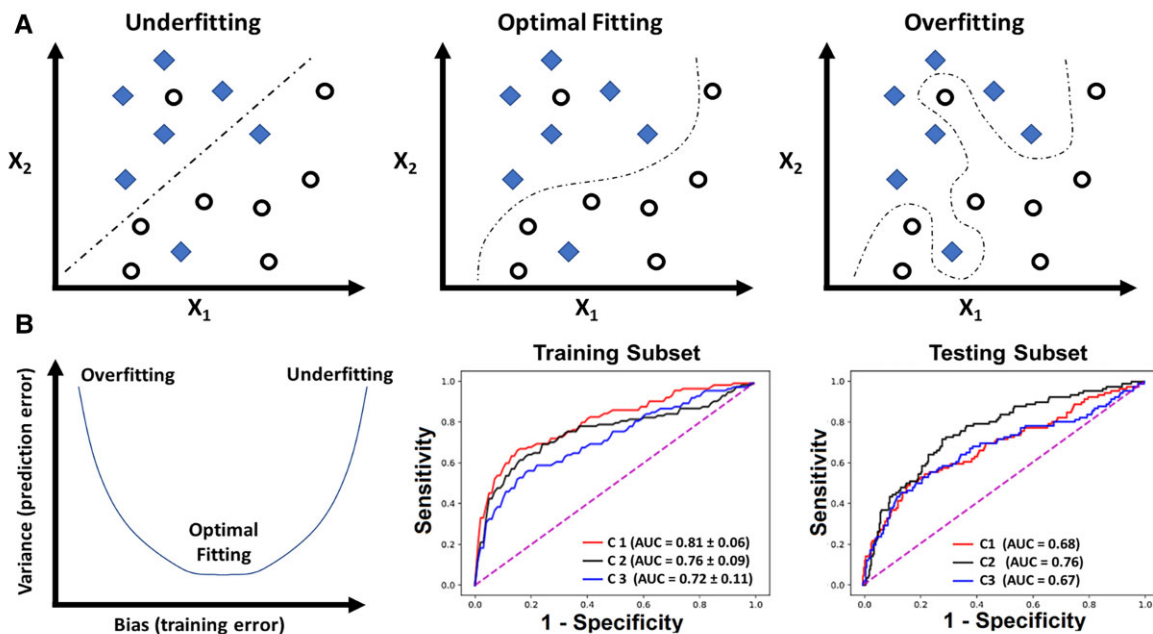 A
Underfitting
Optimal Fitting
Overfitting
X2
X1
X2
X1
X2
X1
B
Variance (prediction error)
Overfitting
Underfitting
Optimal
Fitting
Bias (training error)
Training Subset
Sensitivity
1.0
0.8
0.6
0.4
0.2
0.0
C 1 (AUC = 0.81 ± 0.06)
C 2 (AUC = 0.76 ± 0.09)
C 3 (AUC = 0.72 ± 0.11)
0.0 0.2 0.4 0.6 0.8 1.0
1 - Specificity
Testing Subset
Sensitivitv
1.0
0.8
0.6
0.4
0.2
0.0
C1 (AUC = 0.68)
C2 (AUC = 0.76)
C3 (AUC = 0.67)
0.0 0.2 0.4 0.6 0.8 1.0
1 - Specificity